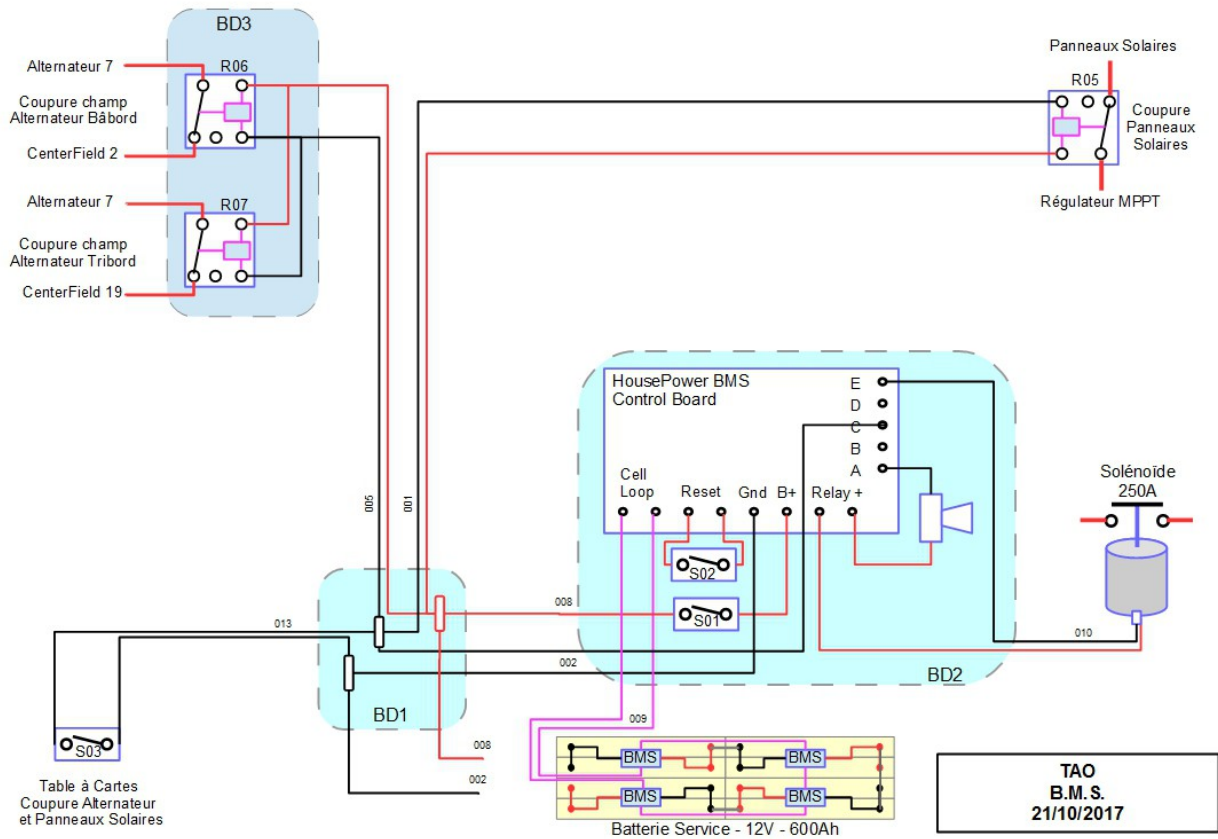 BD3
Alternateur 7
R06
Coupure champ
Alternateur Bâbord
CenterField 2
Alternateur 7
R07
Coupure champ
Alternateur Tribord
CenterField 19
Panneaux Solaires
R05
Coupure
Panneaux
Solaires
Régulateur MPPT
005
001
HousePower BMS
Control Board
E
D
C
B
A
Cell
Loop
Reset
Gnd
B+
Relay +
S02
S01
BD2
Solénoïde
250A
010
013
008
002
BD1
008
002
S03
Table à Cartes
Coupure Alternateur
et Panneaux Solaires
009
BMS
BMS
BMS
BMS
Batterie Service - 12V - 600Ah
TAO
B.M.S.
21/10/2017